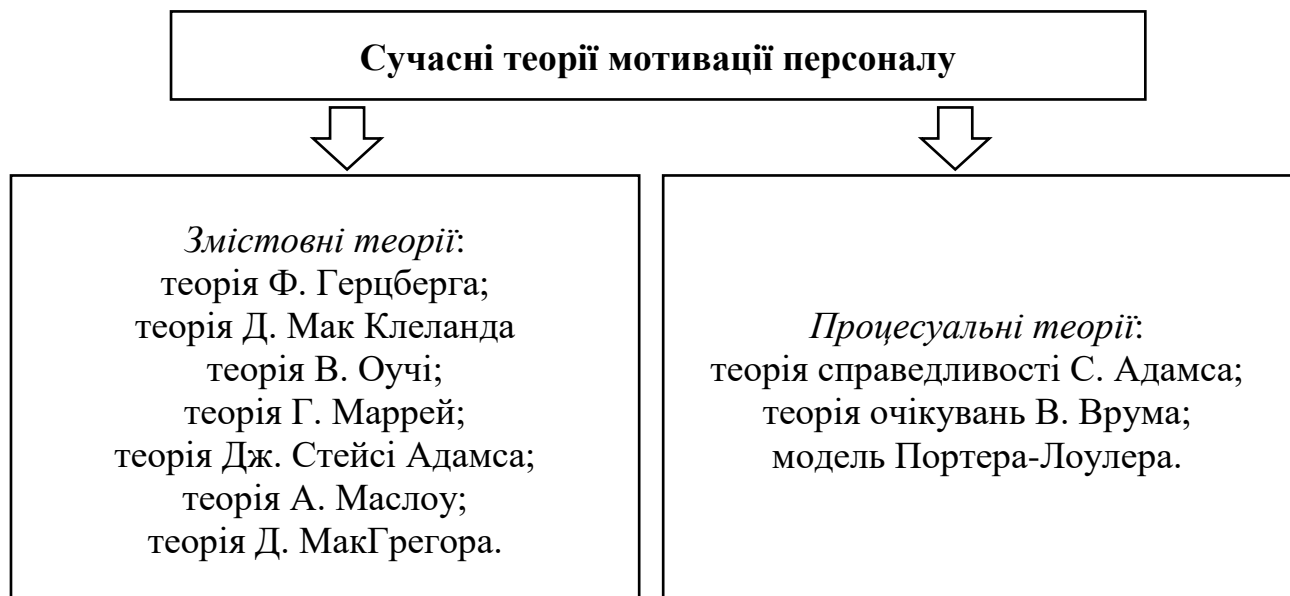 Сучасні теорії мотивації персоналу
Змістовні теорії:
теорія Ф. Герцберга;
теорія Д. Мак Клеланда
теорія В. Оучі;
теорія Г. Маррей;
теорія Дж. Стейсі Адамса;
теорія А. Маслоу;
теорія Д. МакГрегора.
Процесуальні теорії:
теорія справедливості С. Адамса;
теорія очікувань В. Врума;
модель Портера-Лоулера.